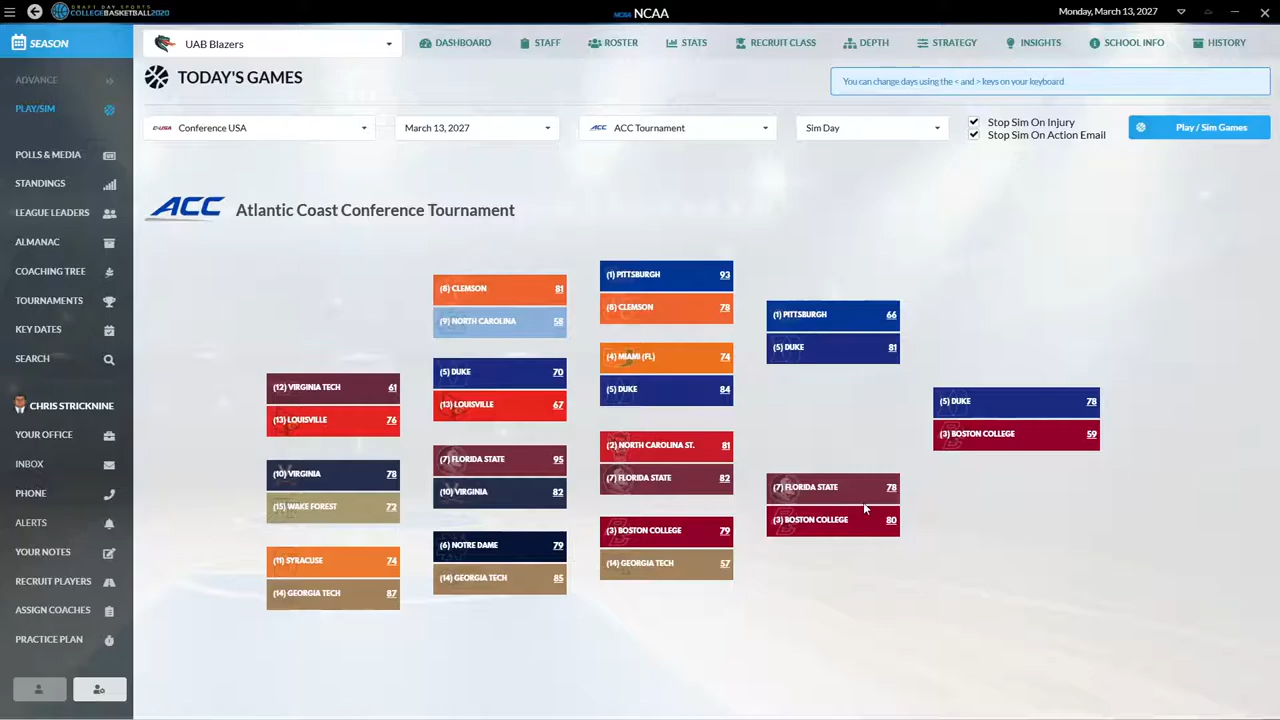 DRAFT DAY SPORTS
COLLEGEBASKETBALL2020
NCAA NCAA
Monday, March 13, 2027
SEASON
UAB Blazers
DASHBOARD
STAFF
ROSTER
STATS
RECRUIT CLASS
DEPTH
STRATEGY
INSIGHTS
SCHOOL INFO
HISTORY
TODAY'S GAMES
You can change days using the < and > keys on your keyboard
C-USA Conference USA
March 13, 2027
ACC ACC Tournament
Sim Day
Stop Sim On Injury
Stop Sim On Action Email
Play / Sim Games
ADVANCE
PLAY/SIM
POLLS & MEDIA
STANDINGS
LEAGUE LEADERS
ALMANAC
COACHING TREE
TOURNAMENTS
KEY DATES
SEARCH
CHRIS STRICKNINE
YOUR OFFICE
INBOX
PHONE
ALERTS
YOUR NOTES
RECRUIT PLAYERS
ASSIGN COACHES
PRACTICE PLAN
ACC Atlantic Coast Conference Tournament
(12) VIRGINIA TECH 61
(13) LOUISVILLE 76
(10) VIRGINIA 78
(15) WAKE FOREST 72
(11) SYRACUSE 74
(14) GEORGIA TECH 87
(8) CLEMSON 81
(9) NORTH CAROLINA 58
(5) DUKE 70
(13) LOUISVILLE 67
(7) FLORIDA STATE 95
(10) VIRGINIA 82
(6) NOTRE DAME 79
(14) GEORGIA TECH 85
(1) PITTSBURGH 93
(8) CLEMSON 78
(4) MIAMI (FL) 74
(5) DUKE 84
(2) NORTH CAROLINA ST. 81
(7) FLORIDA STATE 82
(3) BOSTON COLLEGE 79
(14) GEORGIA TECH 57
(1) PITTSBURGH 66
(5) DUKE 81
(7) FLORIDA STATE 78
(3) BOSTON COLLEGE 80
(5) DUKE 78
(3) BOSTON COLLEGE 59